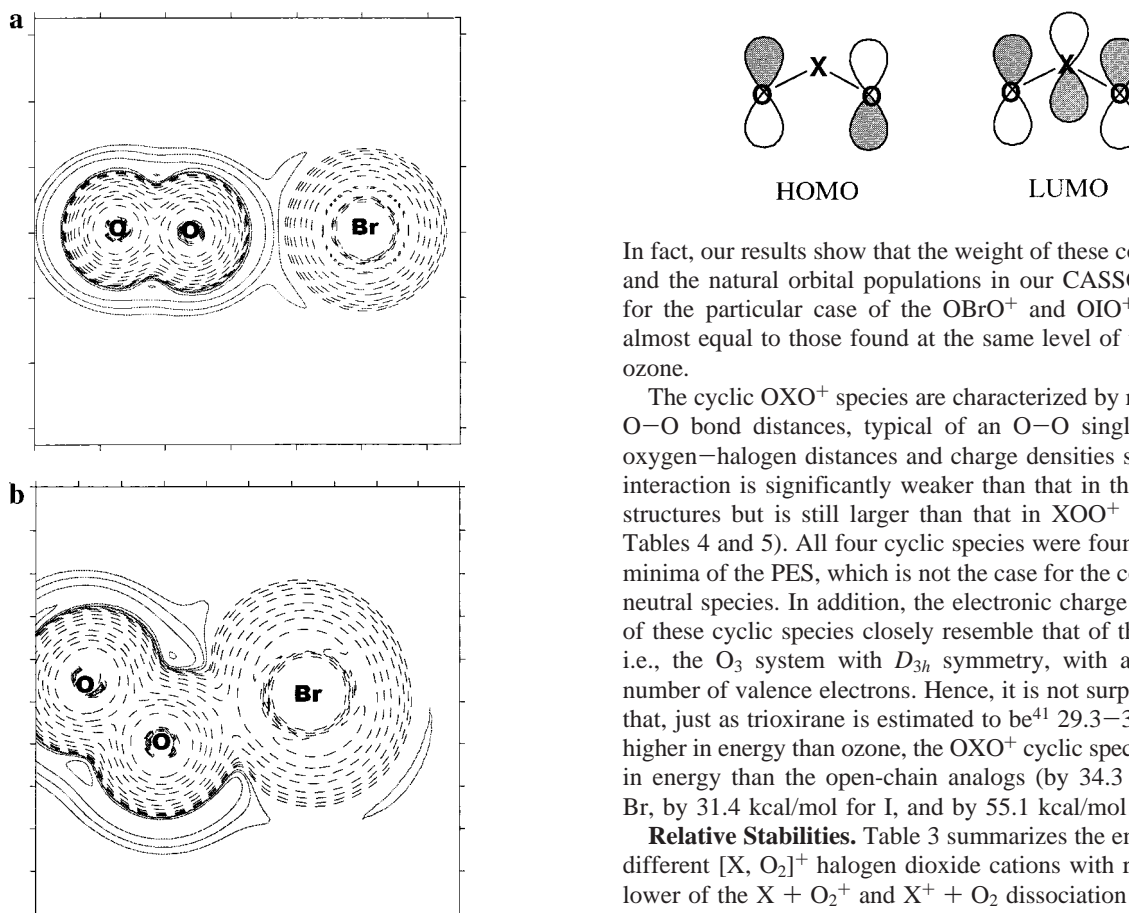 a
O O Br
b
O Br
O
X
O O
HOMO
X
O O
LUMO
In fact, our results show that the weight of these co
and the natural orbital populations in our CASSC
for the particular case of the OBrO⁺ and OIO⁺
almost equal to those found at the same level of
ozone.
The cyclic OXO⁺ species are characterized by
O−O bond distances, typical of an O−O singl
oxygen−halogen distances and charge densities s
interaction is significantly weaker than that in th
structures but is still larger than that in XOO⁺
Tables 4 and 5). All four cyclic species were foun
minima of the PES, which is not the case for the c
neutral species. In addition, the electronic charge
of these cyclic species closely resemble that of th
i.e., the O₃ system with D₃ₕ symmetry, with a
number of valence electrons. Hence, it is not surp
that, just as trioxirane is estimated to be⁴¹ 29.3−3
higher in energy than ozone, the OXO⁺ cyclic spec
in energy than the open-chain analogs (by 34.3
Br, by 31.4 kcal/mol for I, and by 55.1 kcal/mol
Relative Stabilities. Table 3 summarizes the en
different [X, O₂]⁺ halogen dioxide cations with r
lower of the X + O₂⁺ and X⁺ + O₂ dissociation